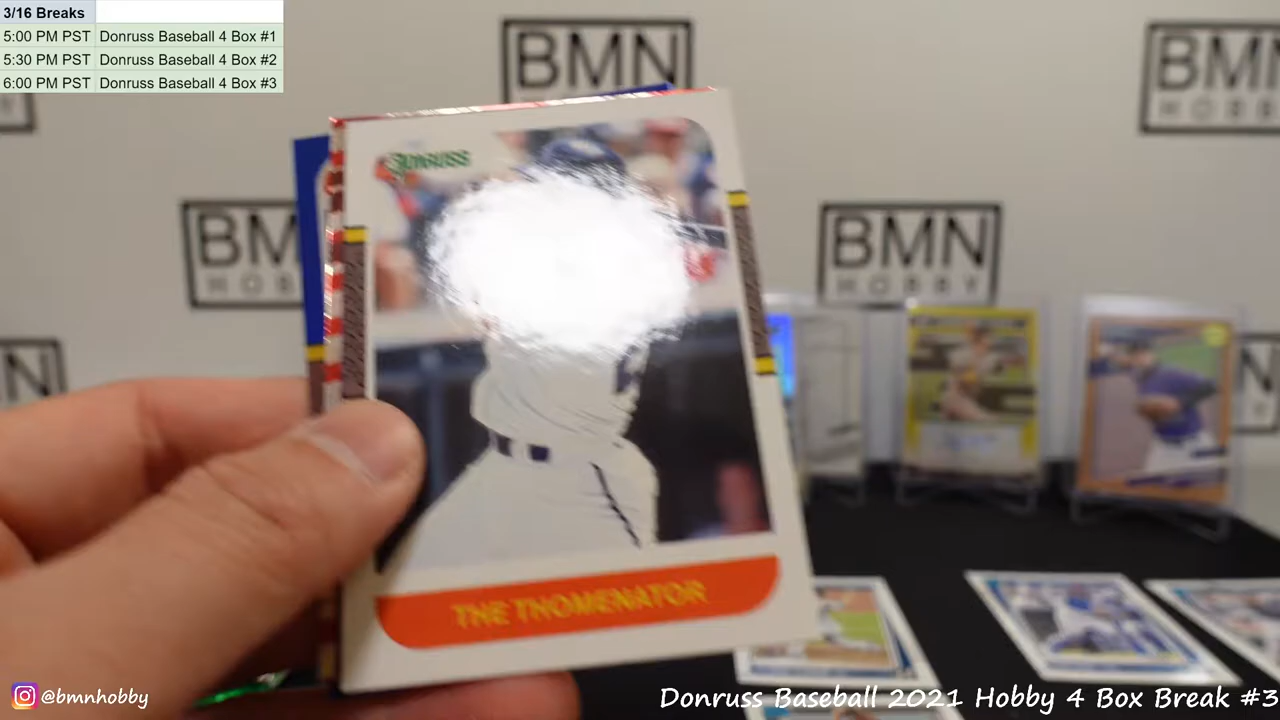 3/16 Breaks
5:00 PM PST Donruss Baseball 4 Box #1
5:30 PM PST Donruss Baseball 4 Box #2
6:00 PM PST Donruss Baseball 4 Box #3
BMN
HOBBY
BMN
HOBBY
DONRUSS
BMN
HOBBY
THE THOMENATOR
@bmnhobby
Donruss Baseball 2021 Hobby 4 Box Break #3